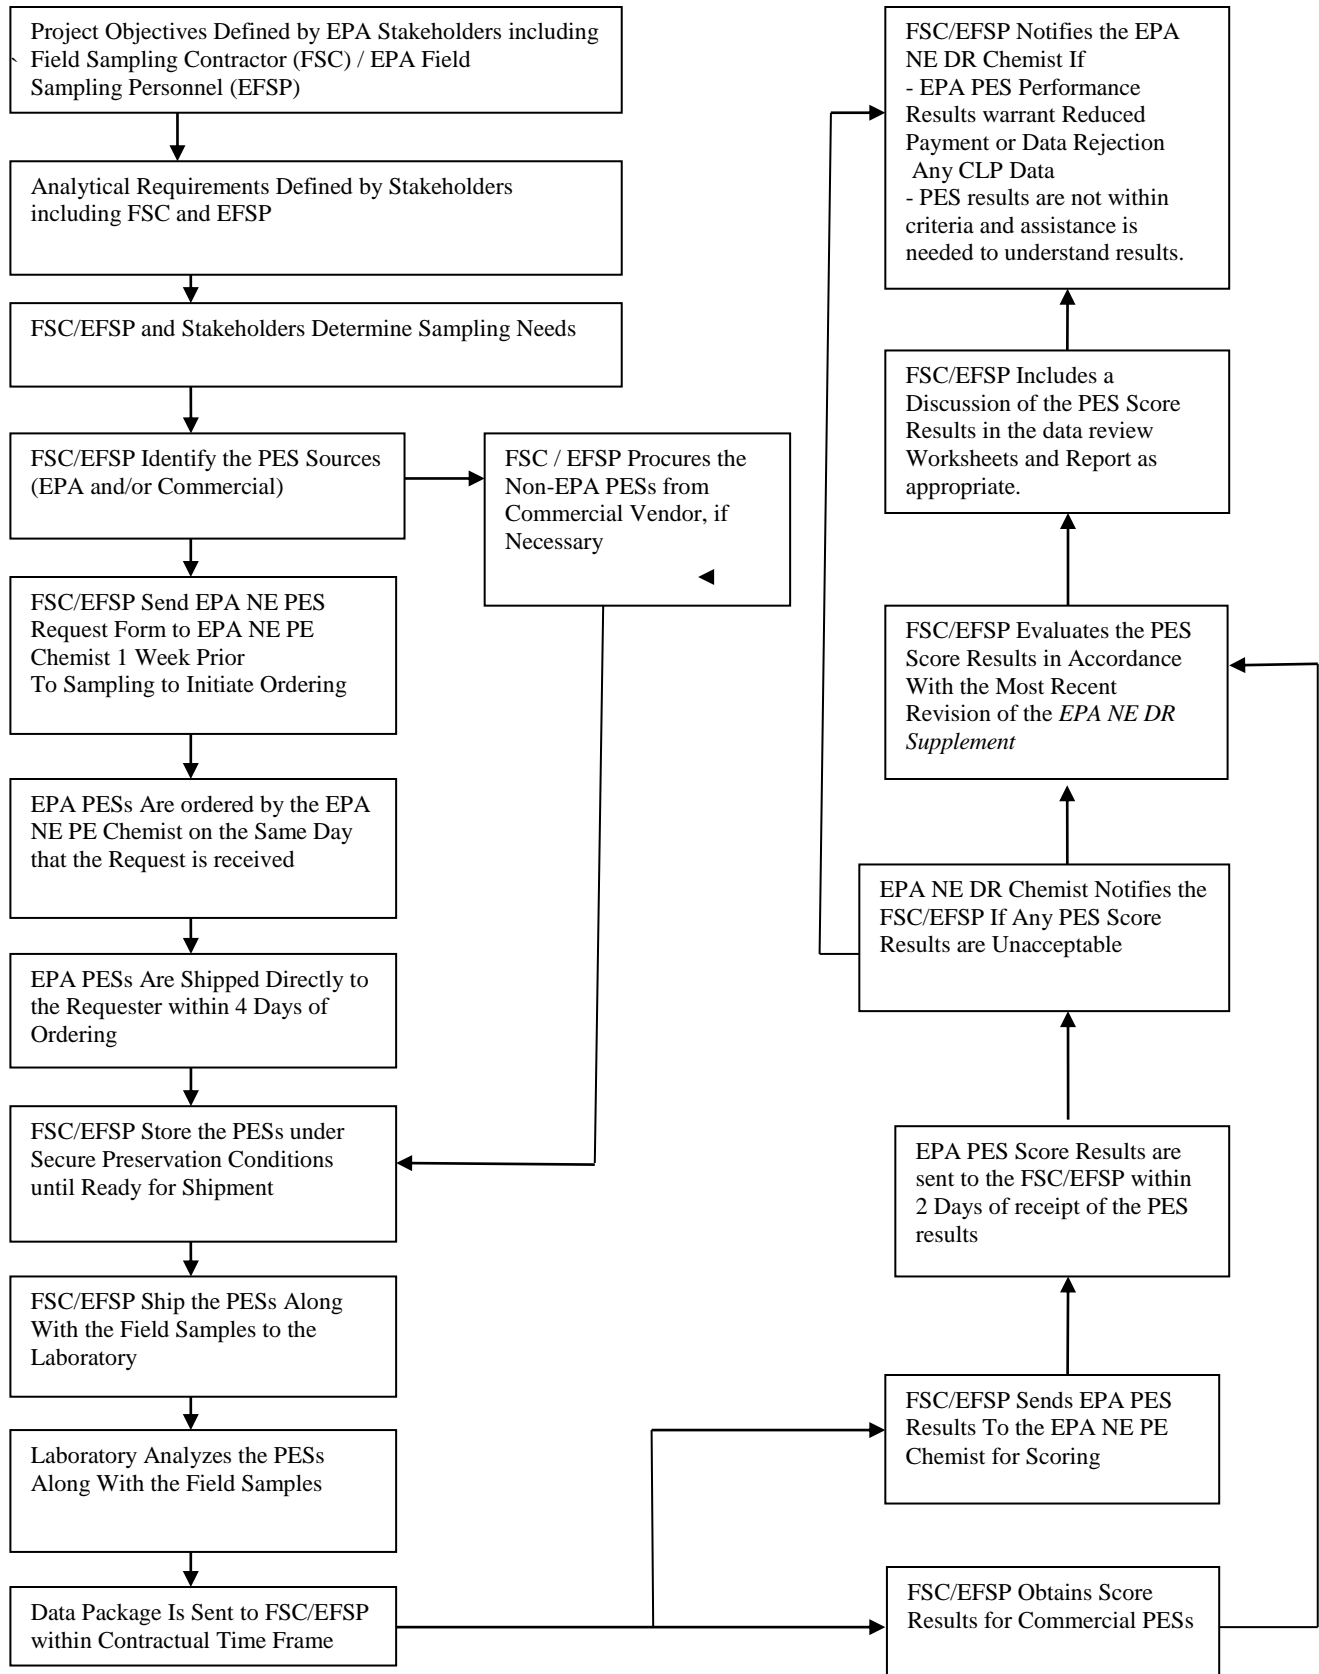 Project Objectives Defined by EPA Stakeholders including
` Field Sampling Contractor (FSC) / EPA Field
Sampling Personnel (EFSP)
Analytical Requirements Defined by Stakeholders
including FSC and EFSP
FSC/EFSP and Stakeholders Determine Sampling Needs
FSC/EFSP Identify the PES Sources
(EPA and/or Commercial)
FSC / EFSP Procures the
Non-EPA PESs from
Commercial Vendor, if
Necessary
FSC/EFSP Send EPA NE PES
Request Form to EPA NE PE
Chemist 1 Week Prior
To Sampling to Initiate Ordering
EPA PESs Are ordered by the EPA
NE PE Chemist on the Same Day
that the Request is received
EPA PESs Are Shipped Directly to
the Requester within 4 Days of
Ordering
FSC/EFSP Store the PESs under
Secure Preservation Conditions
until Ready for Shipment
FSC/EFSP Ship the PESs Along
With the Field Samples to the
Laboratory
Laboratory Analyzes the PESs
Along With the Field Samples
Data Package Is Sent to FSC/EFSP
within Contractual Time Frame
FSC/EFSP Notifies the EPA
NE DR Chemist If
- EPA PES Performance
Results warrant Reduced
Payment or Data Rejection
Any CLP Data
- PES results are not within
criteria and assistance is
needed to understand results.
FSC/EFSP Includes a
Discussion of the PES Score
Results in the data review
Worksheets and Report as
appropriate.
FSC/EFSP Evaluates the PES
Score Results in Accordance
With the Most Recent
Revision of the EPA NE DR
Supplement
EPA NE DR Chemist Notifies the
FSC/EFSP If Any PES Score
Results are Unacceptable
EPA PES Score Results are
sent to the FSC/EFSP within
2 Days of receipt of the PES
results
FSC/EFSP Sends EPA PES
Results To the EPA NE PE
Chemist for Scoring
FSC/EFSP Obtains Score
Results for Commercial PESs